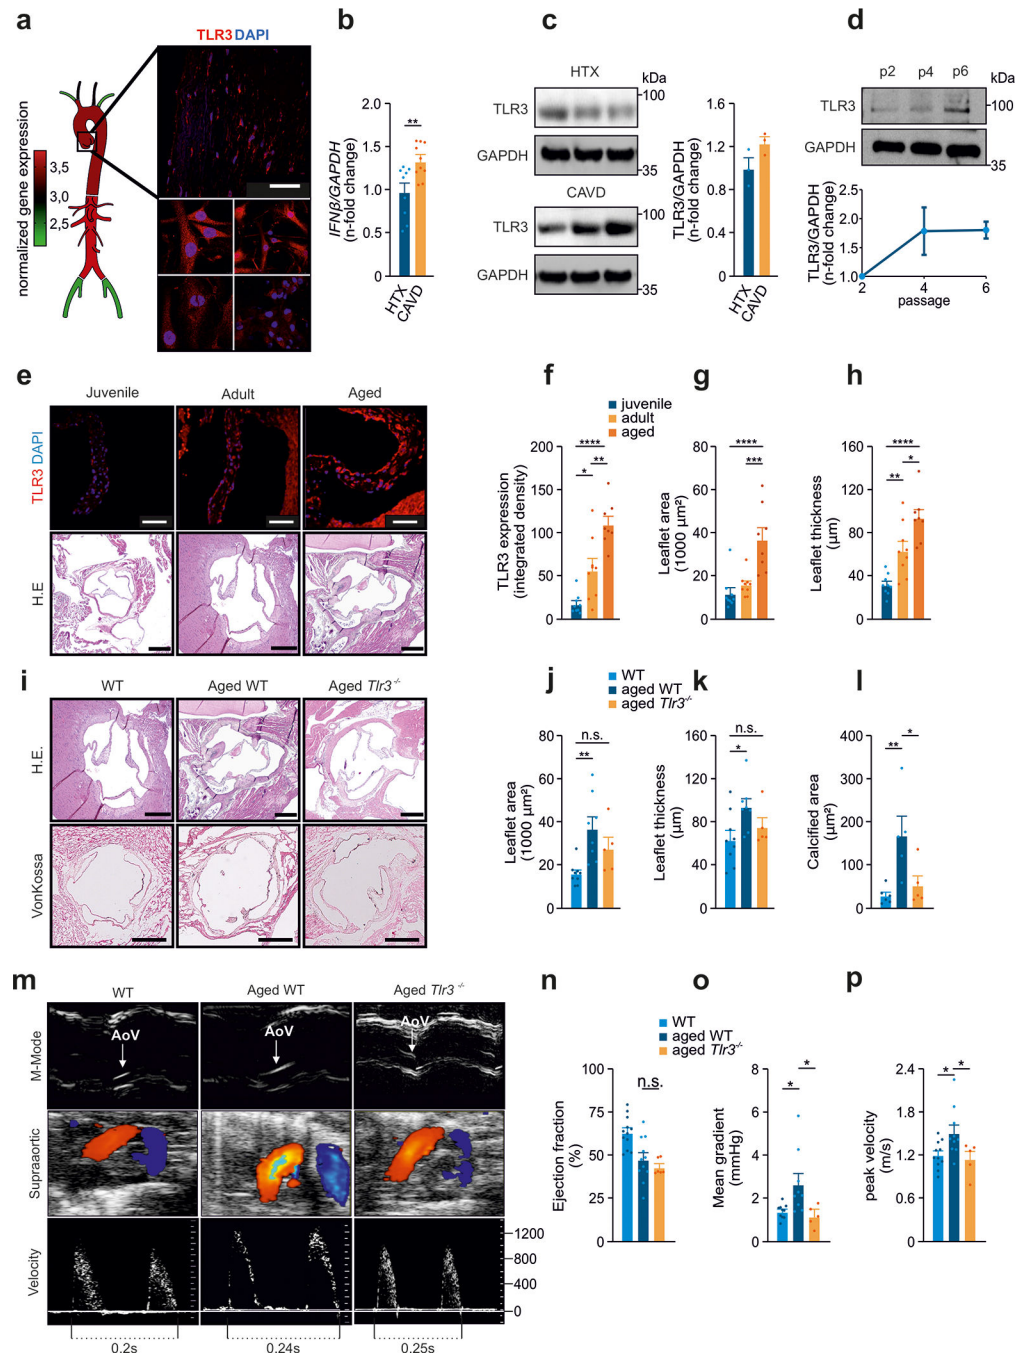 a
TLR3 DAPI
normalized gene expression
3,5
3,0
2,5
b
2.0
1.5
1.0
0.5
0
IFNβ/GAPDH
(n-fold change)
**
HTX
CAVD
c
HTX
kDa
TLR3
100
GAPDH
35
CAVD
TLR3
100
GAPDH
35
1.6
1.2
0.8
0.4
0
TLR3/GAPDH
(n-fold change)
HTX
CAVD
d
p2 p4 p6
kDa
TLR3
100
GAPDH
35
2.5
2.0
1.5
1.0
TLR3/GAPDH
(n-fold change)
2 4 6
passage
e
Juvenile Adult Aged
TLR3 DAPI
H.E
f
juvenile
adult
aged
200
150
100
50
0
TLR3 expression
(integrated density)
****
**
*
g
80
60
40
20
0
Leaflet area
(1000 µm²)
****
***
h
160
120
80
40
0
Leaflet thickness
(µm)
****
*
**
i
WT Aged WT Aged Tlr3-/-
H.E.
VonKossa
j
WT
aged WT
aged Tlr3-/-
80
60
40
20
0
Leaflet area
(1000 µm²)
n.s.
**
k
160
120
80
40
0
Leaflet thickness
(µm)
n.s.
*
l
400
300
200
100
0
Calcified area
(µm²)
**
*
m
WT Aged WT Aged Tlr3-/-
M-Mode
AoV AoV AoV
Supraaortic
Velocity
1200
800
400
0
0.2s 0.24s 0.25s
n
WT
aged WT
aged Tlr3-/-
100
75
50
25
0
Ejection fraction
(%)
n.s.
o
8
6
4
2
0
Mean gradient
(mmHg)
*
*
p
2.4
1.8
1.2
0.6
0
peak velocity
(m/s)
*
*